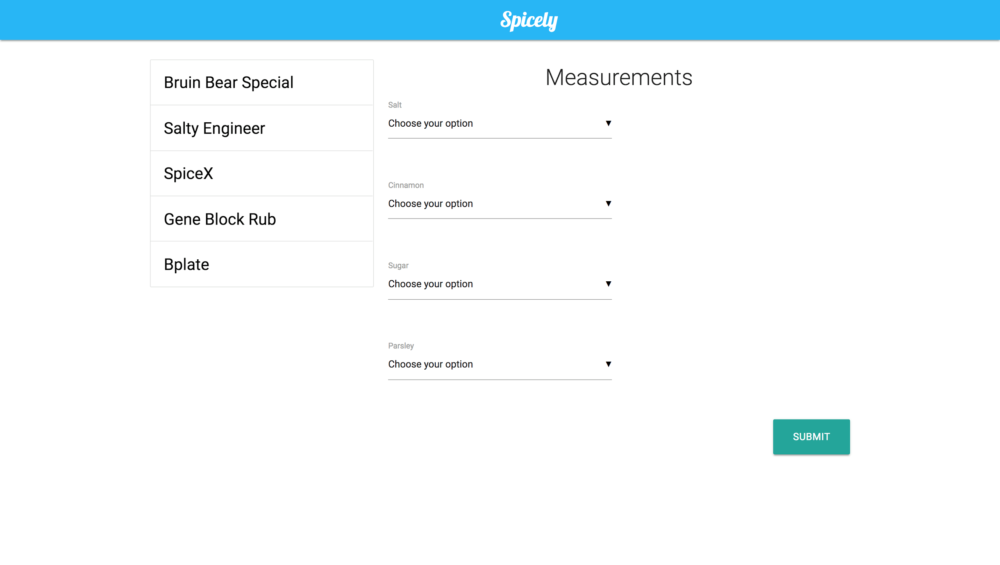 Spicely
Bruin Bear Special
Salty Engineer
SpiceX
Gene Block Rub
Bplate
Measurements
Salt
Choose your option
Cinnamon
Choose your option
Sugar
Choose your option
Parsley
Choose your option
SUBMIT